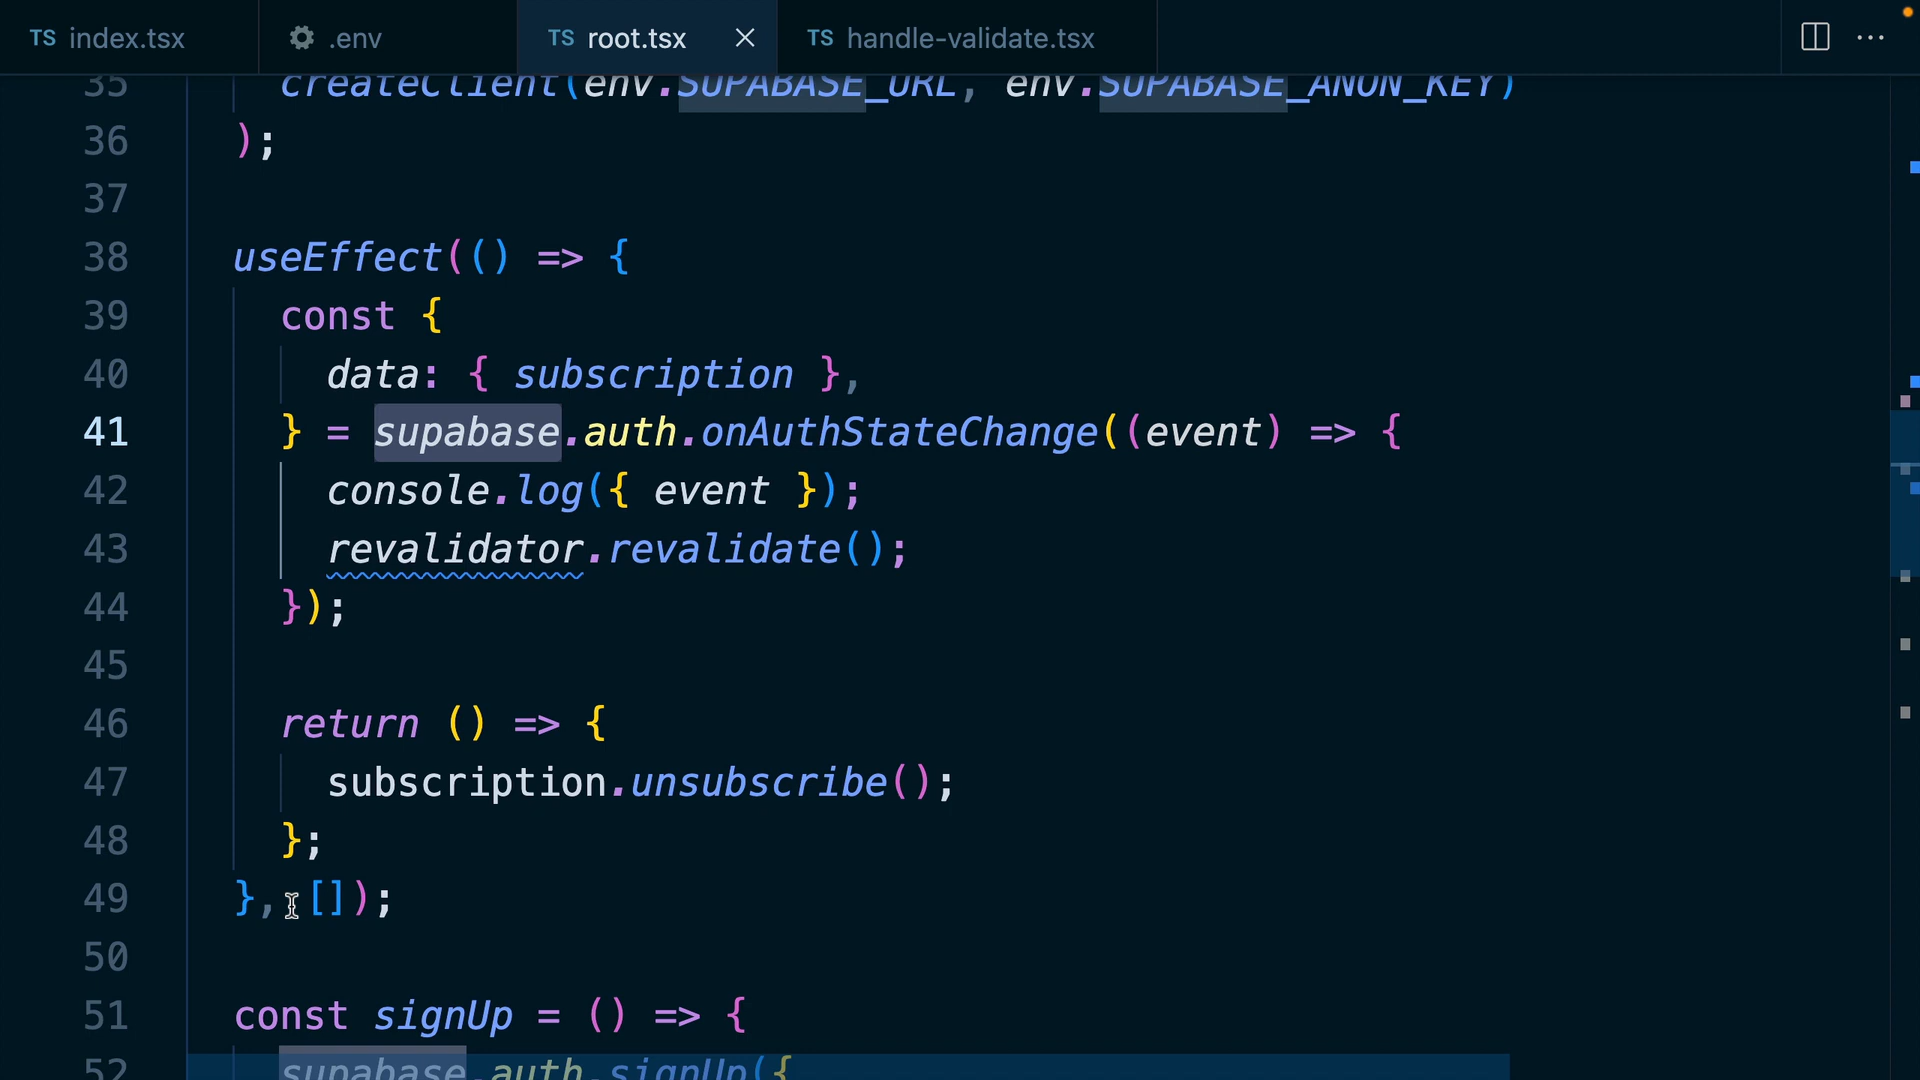 TS index.tsx
.env
TS root.tsx
TS handle-validate.tsx
35 createClient(env.SUPABASE_URL, env.SUPABASE_ANON_KEY)
36 );
37
38 useEffect(() => {
39 const {
40 data: { subscription },
41 } = supabase.auth.onAuthStateChange((event) => {
42 console.log({ event });
43 revalidator.revalidate();
44 });
45
46 return () => {
47 subscription.unsubscribe();
48 };
49 }, []);
50
51 const signUp = () => {
52 supabase.auth.signUp({